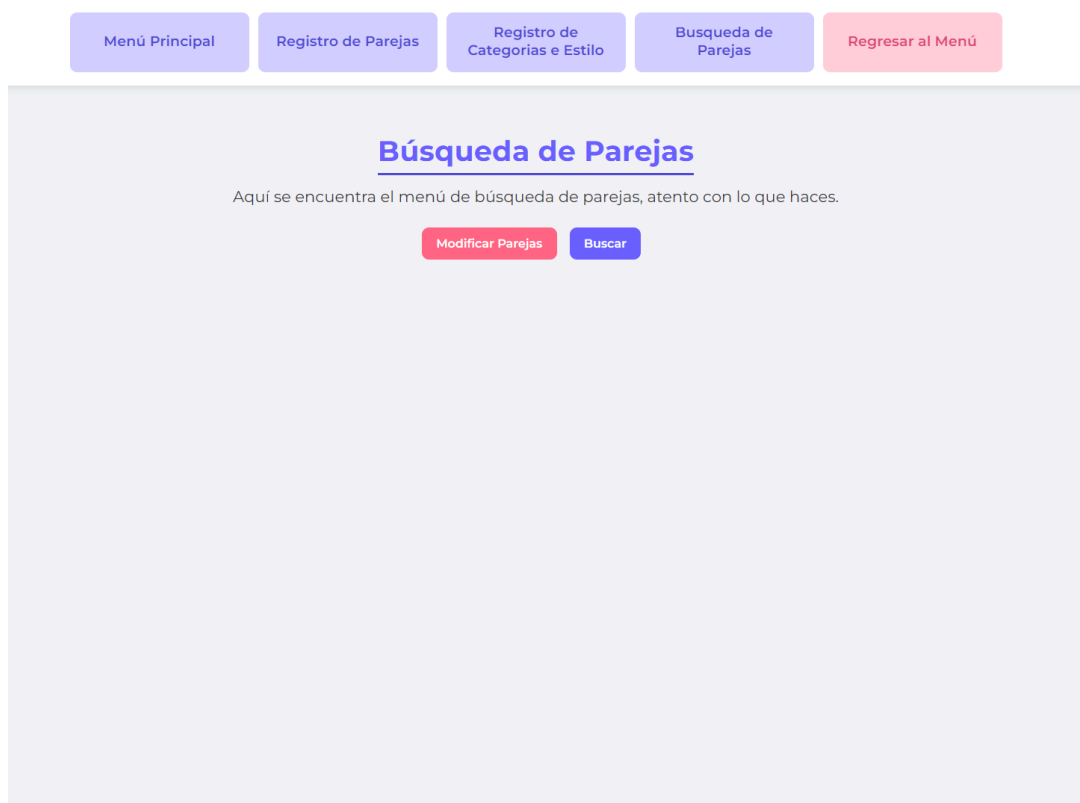 Menú Principal
Registro de Parejas
Registro de
Categorias e Estilo
Busqueda de
Parejas
Regresar al Menú
Búsqueda de Parejas
Aquí se encuentra el menú de búsqueda de parejas, atento con lo que haces.
Modificar Parejas
Buscar